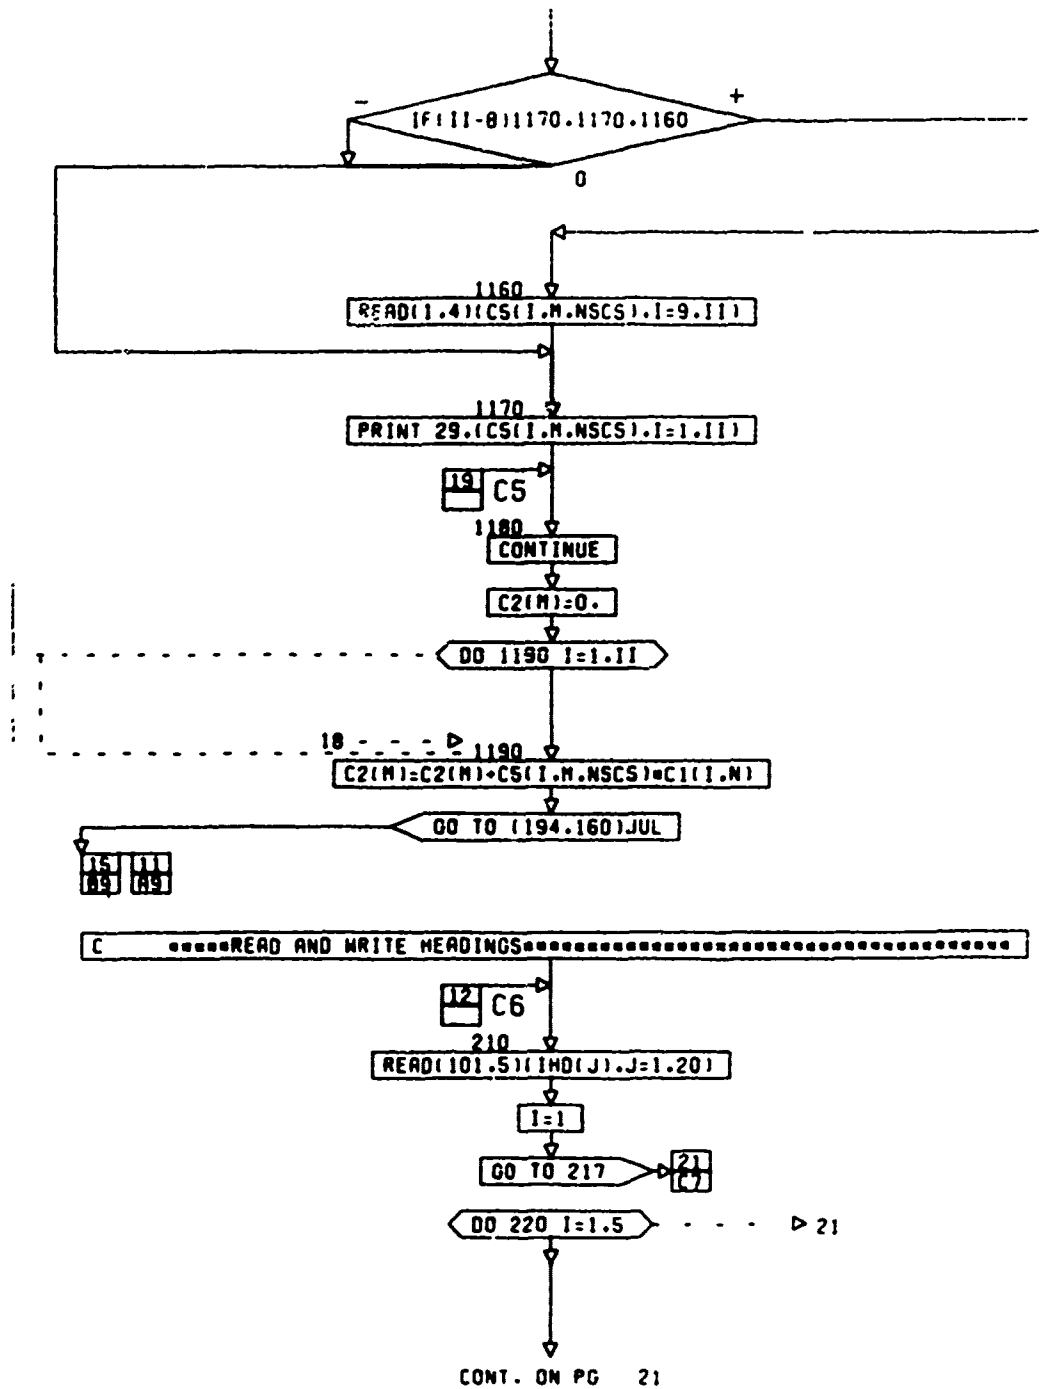 - +
IF(II-8)1170.1170.1160
0
1160
READ(1.4)(CS(I.M.NSCS).I=9.II)
1170
PRINT 29.(CS(I.M.NSCS).I=1.II)
19 C5
1180
CONTINUE
C2(M)=0.
DO 1190 I=1.II
18
1190
C2(M)=C2(M)+CS(I.M.NSCS)*C1(I.N)
GO TO (194.160)JUL
15 11
B9 A9
C *****READ AND WRITE HEADINGS**************************************
12 C6
210
READ(101.5)(IHD(J).J=1.20)
I=1
GO TO 217
21
C7
DO 220 I=1.5
21
CONT. ON PG 21